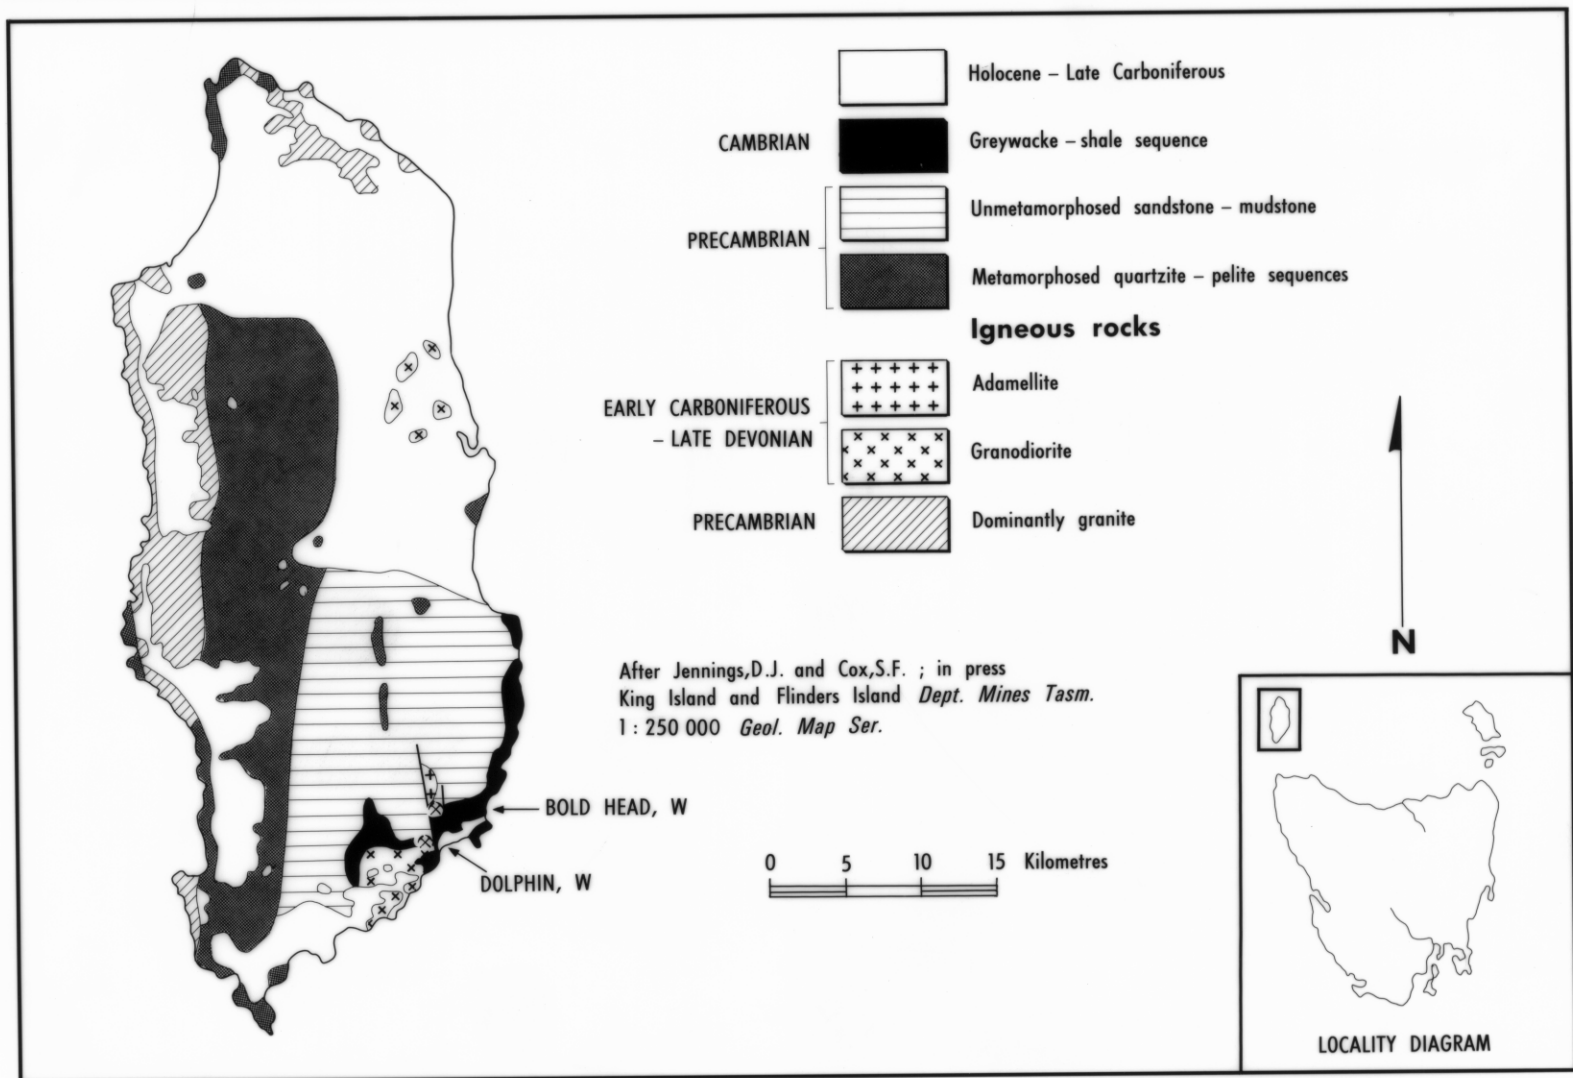 Holocene – Late Carboniferous
CAMBRIAN
Greywacke – shale sequence
Unmetamorphosed sandstone – mudstone
PRECAMBRIAN
Metamorphosed quartzite – pelite sequences
Igneous rocks
Adamellite
EARLY CARBONIFEROUS
– LATE DEVONIAN
Granodiorite
PRECAMBRIAN
Dominantly granite
N
After Jennings,D.J. and Cox,S.F. ; in press
King Island and Flinders Island Dept. Mines Tasm.
1 : 250 000 Geol. Map Ser.
BOLD HEAD, W
DOLPHIN, W
0 5 10 15 Kilometres
LOCALITY DIAGRAM